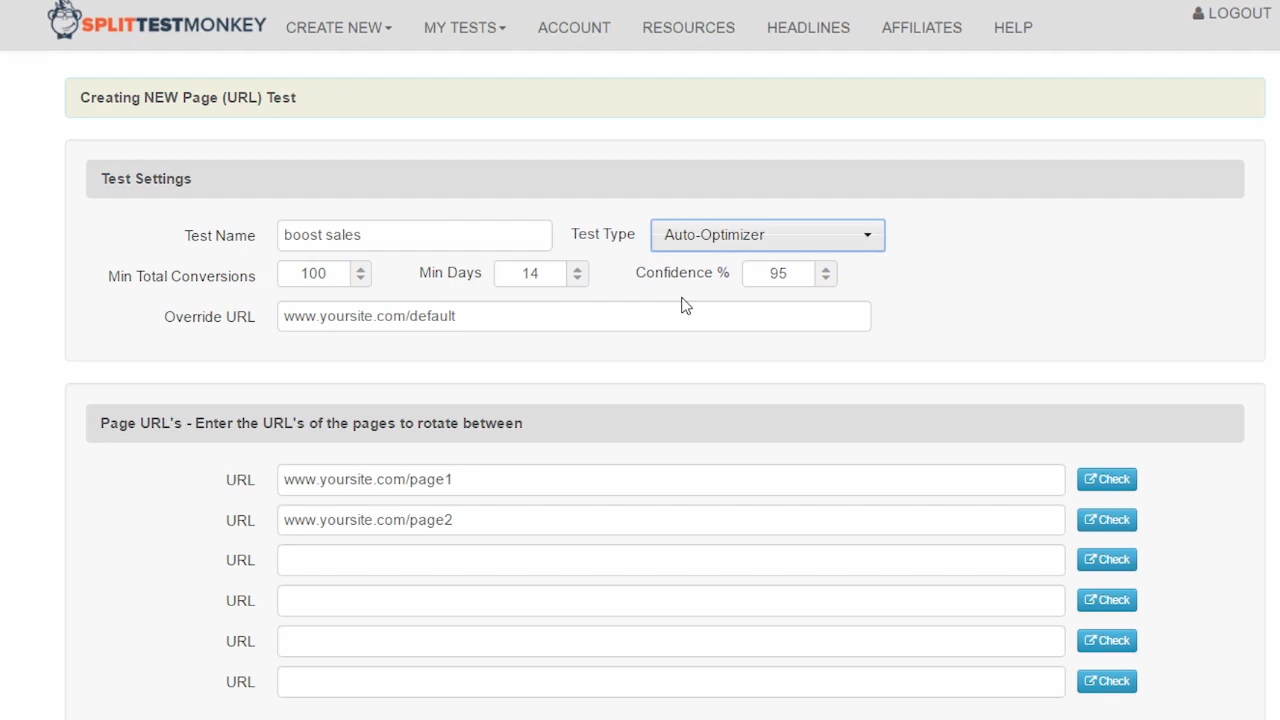 SPLITTESTMONKEY CREATE NEW MY TESTS ACCOUNT RESOURCES HEADLINES AFFILIATES HELP LOGOUT
Creating NEW Page (URL) Test
Test Settings
Test Name boost sales Test Type Auto-Optimizer
Min Total Conversions 100 Min Days 14 Confidence % 95
Override URL www.yoursite.com/default
Page URL's - Enter the URL's of the pages to rotate between
URL www.yoursite.com/page1 Check
URL www.yoursite.com/page2 Check
URL Check
URL Check
URL Check
URL Check